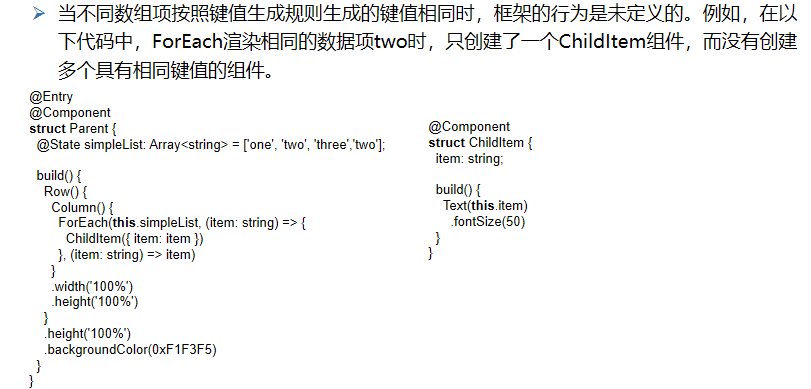 ➢ 当不同数组项按照键值生成规则生成的键值相同时，框架的行为是未定义的。例如，在以
下代码中，ForEach渲染相同的数据项two时，只创建了一个ChildItem组件，而没有创建
多个具有相同键值的组件。
@Entry
@Component
struct Parent {
  @State simpleList: Array<string> = ['one', 'two', 'three','two'];

  build() {
    Row() {
      Column() {
        ForEach(this.simpleList, (item: string) => {
          ChildItem({ item: item })
        }, (item: string) => item)
      }
      .width('100%')
      .height('100%')
    }
    .height('100%')
    .backgroundColor(0xF1F3F5)
  }
}
@Component
struct ChildItem {
  item: string;

  build() {
    Text(this.item)
      .fontSize(50)
  }
}